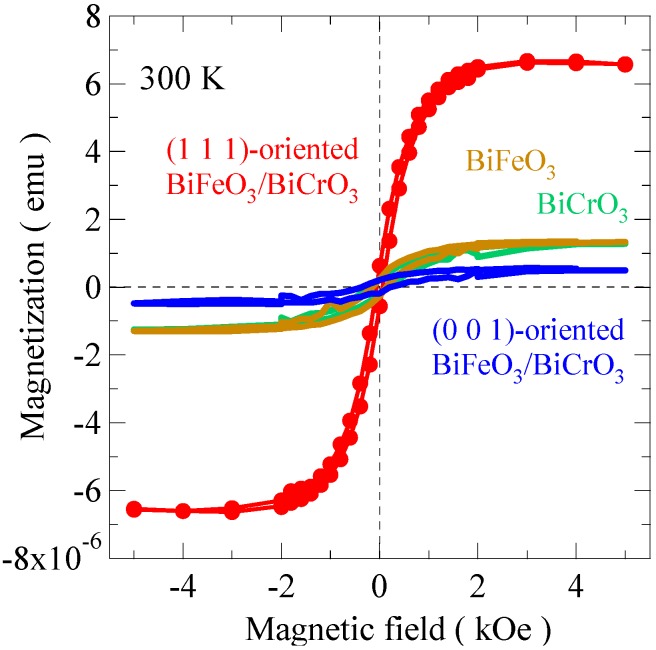 8
6
4
2
0
-2
-4
-6
-8x10⁻⁶
Magnetization ( emu )
300 K
(1 1 1)-oriented
BiFeO₃/BiCrO₃
BiFeO₃
BiCrO₃
(0 0 1)-oriented
BiFeO₃/BiCrO₃
-4 -2 0 2 4
Magnetic field ( kOe )